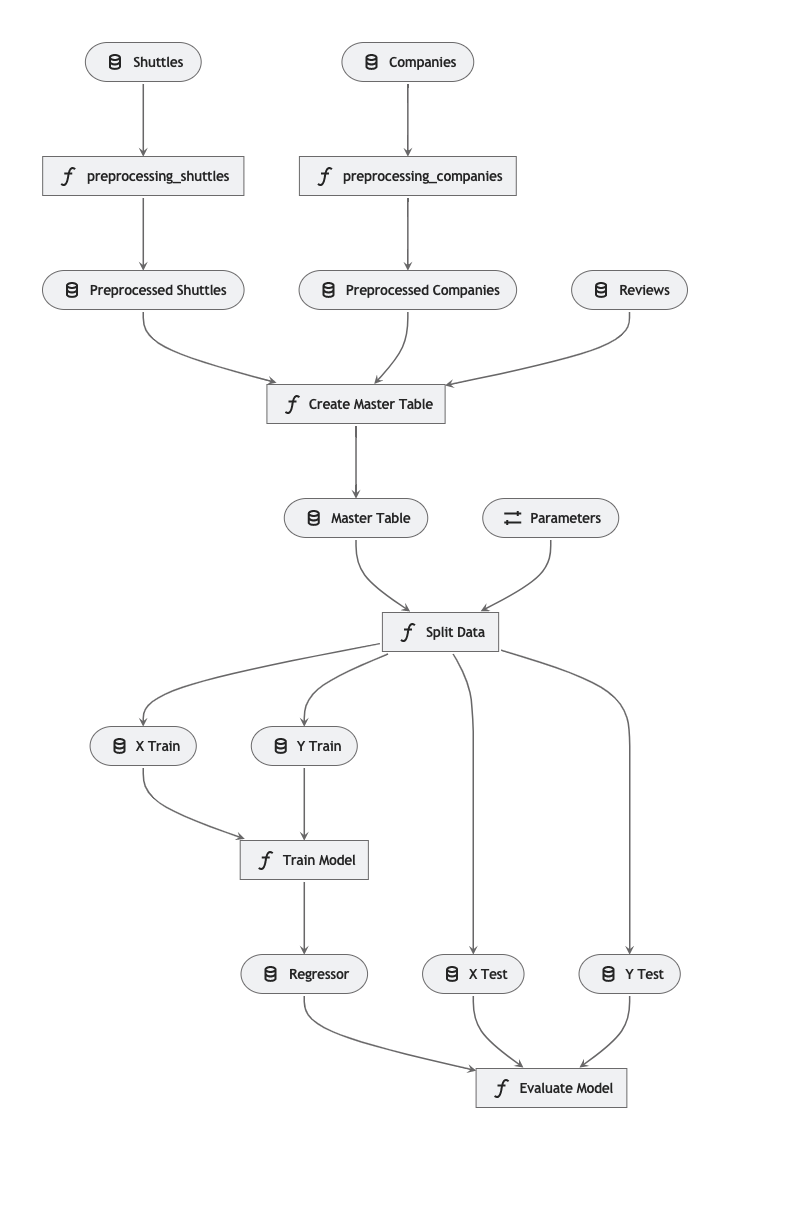 Shuttles
Companies
preprocessing_shuttles
preprocessing_companies
Preprocessed Shuttles
Preprocessed Companies
Reviews
Create Master Table
Master Table
Parameters
Split Data
X Train
Y Train
Train Model
Regressor
X Test
Y Test
Evaluate Model